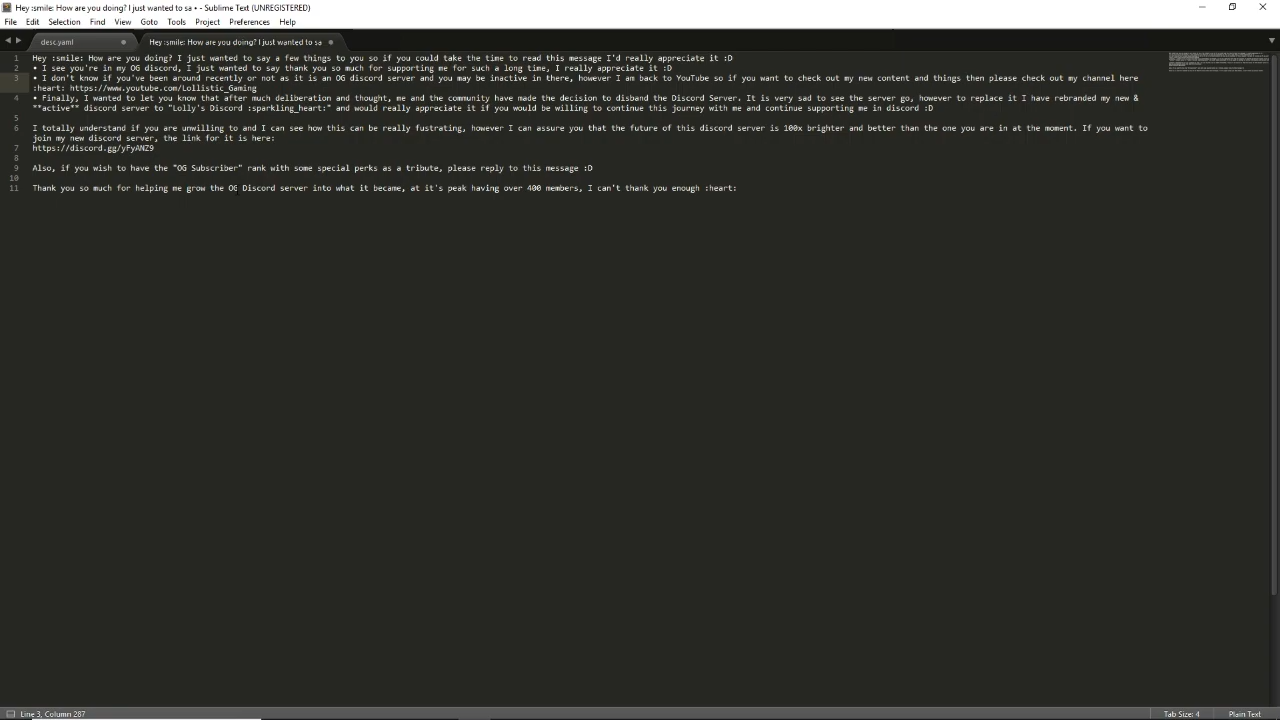 Hey :smile: How are you doing? I just wanted to sa • - Sublime Text (UNREGISTERED)
File Edit Selection Find View Goto Tools Project Preferences Help
desc.yaml Hey :smile: How are you doing? I just wanted to sa
1 Hey :smile: How are you doing? I just wanted to say a few things to you so if you could take the time to read this message I'd really appreciate it :D
2 • I see you're in my OG discord, I just wanted to say thank you so much for supporting me for such a long time, I really appreciate it :D
3 • I don't know if you've been around recently or not as it is an OG discord server and you may be inactive in there, however I am back to YouTube so if you want to check out my new content and things then please check out my channel here
:heart: https://www.youtube.com/Lollistic_Gaming
4 • Finally, I wanted to let you know that after much deliberation and thought, me and the community have made the decision to disband the Discord Server. It is very sad to see the server go, however to replace it I have rebranded my new &
**active** discord server to "Lolly's Discord :sparkling_heart:" and would really appreciate it if you would be willing to continue this journey with me and continue supporting me in discord :D
5
6 I totally understand if you are unwilling to and I can see how this can be really fustrating, however I can assure you that the future of this discord server is 100x brighter and better than the one you are in at the moment. If you want to
join my new discord server, the link for it is here:
7 https://discord.gg/yFyANZ9
8
9 Also, if you wish to have the "OG Subscriber" rank with some special perks as a tribute, please reply to this message :D
10
11 Thank you so much for helping me grow the OG Discord server into what it became, at it's peak having over 400 members, I can't thank you enough :heart:
Line 3, Column 287 Tab Size: 4 Plain Text